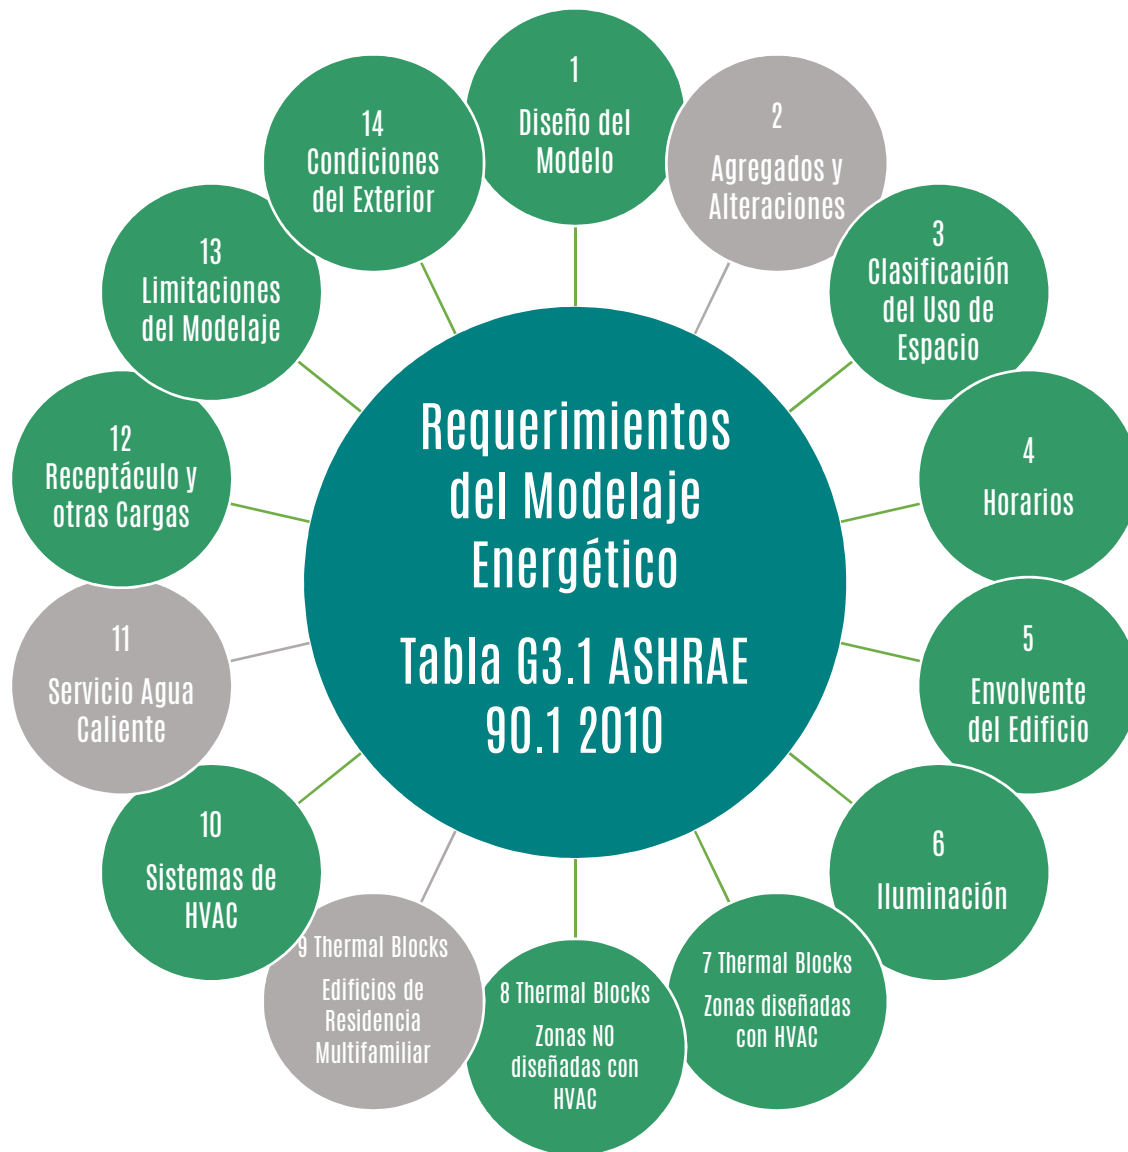 1
Diseño del
Modelo
2
Agregados y
Alteraciones
3
Clasificación
del Uso de
Espacio
4
Horarios
5
Envolvente
del Edificio
6
Iluminación
7 Thermal Blocks
Zonas diseñadas
con HVAC
8 Thermal Blocks
Zonas NO
diseñadas con
HVAC
9 Thermal Blocks
Edificios de
Residencia
Multifamiliar
10
Sistemas de
HVAC
11
Servicio Agua
Caliente
12
Receptáculo y
otras Cargas
13
Limitaciones
del Modelaje
14
Condiciones
del Exterior
Requerimientos
del Modelaje
Energético
Tabla G3.1 ASHRAE
90.1 2010